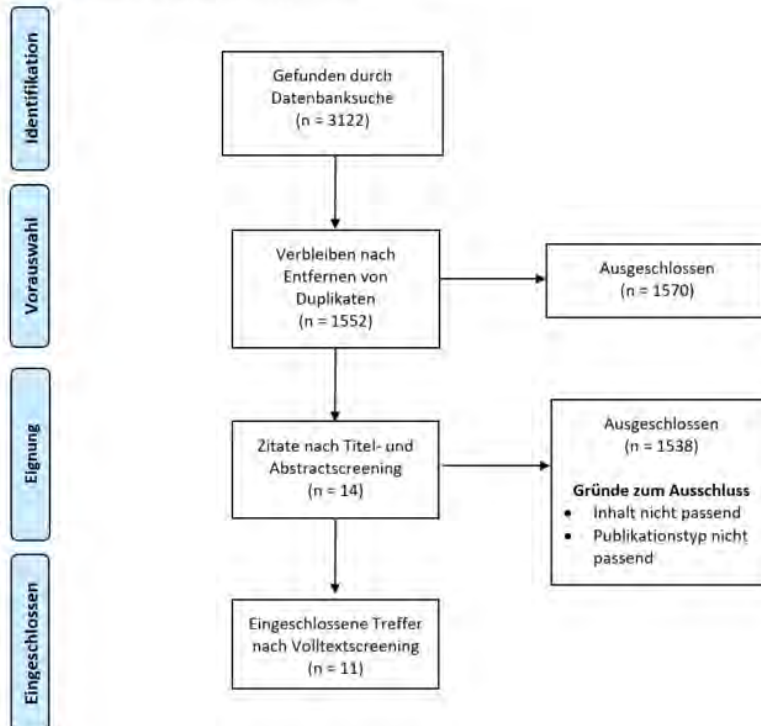 Identifikation
Gefunden durch
Datenbanksuche
(n = 3122)
Vorauswahl
Verbleiben nach
Entfernen von
Duplikaten
(n = 1552)
Ausgeschlossen
(n = 1570)
Eignung
Zitate nach Titel- und
Abstractscreening
(n = 14)
Ausgeschlossen
(n = 1538)
Gründe zum Ausschluss
• Inhalt nicht passend
• Publikationstyp nicht
passend
Eingeschlossen
Eingeschlossene Treffer
nach Volltextscreening
(n = 11)